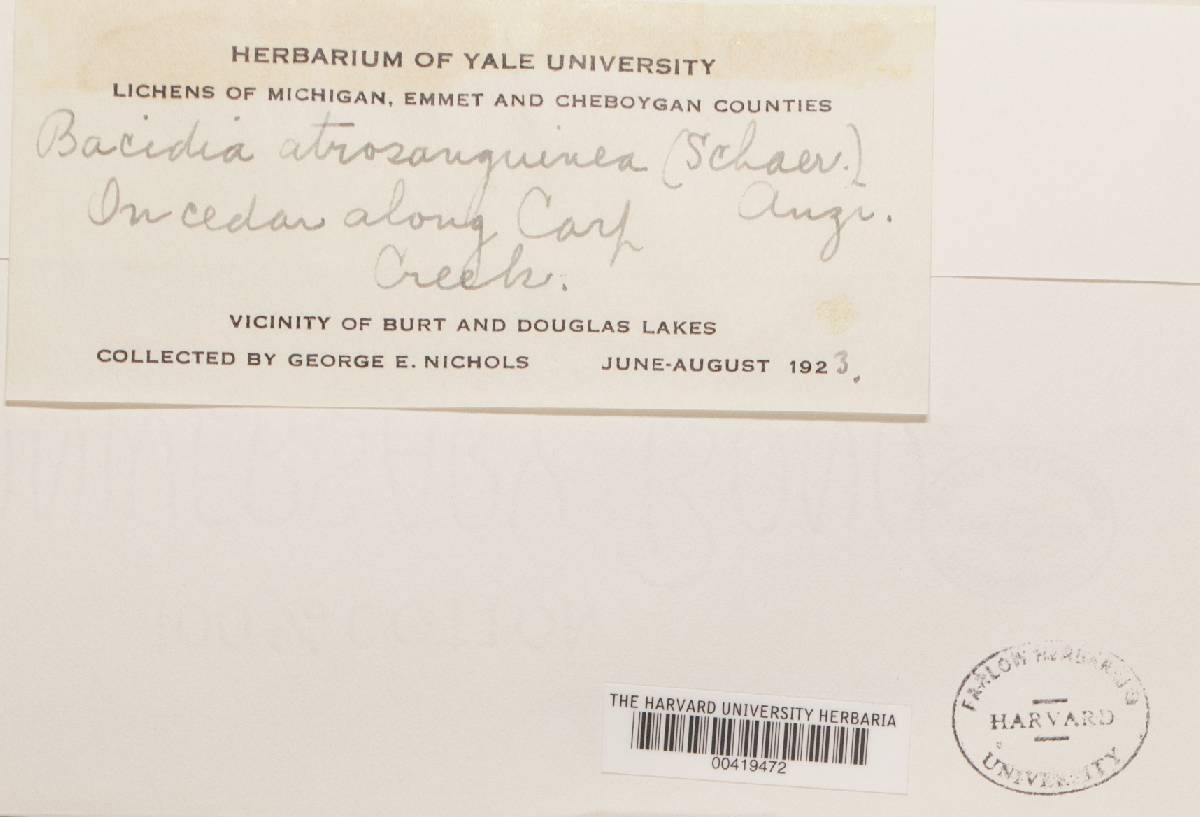 HERBARIUM OF YALE UNIVERSITY
LICHENS OF MICHIGAN, EMMET AND CHEBOYGAN COUNTIES
Bacidia atrosanguinea (Schaer.)
Anzi.
On cedar along Carp
Creek.
VICINITY OF BURT AND DOUGLAS LAKES
COLLECTED BY GEORGE E. NICHOLS JUNE-AUGUST 1923.
THE HARVARD UNIVERSITY HERBARIA
00419472
FARLOW HERBARIUM
HARVARD
UNIVERSITY